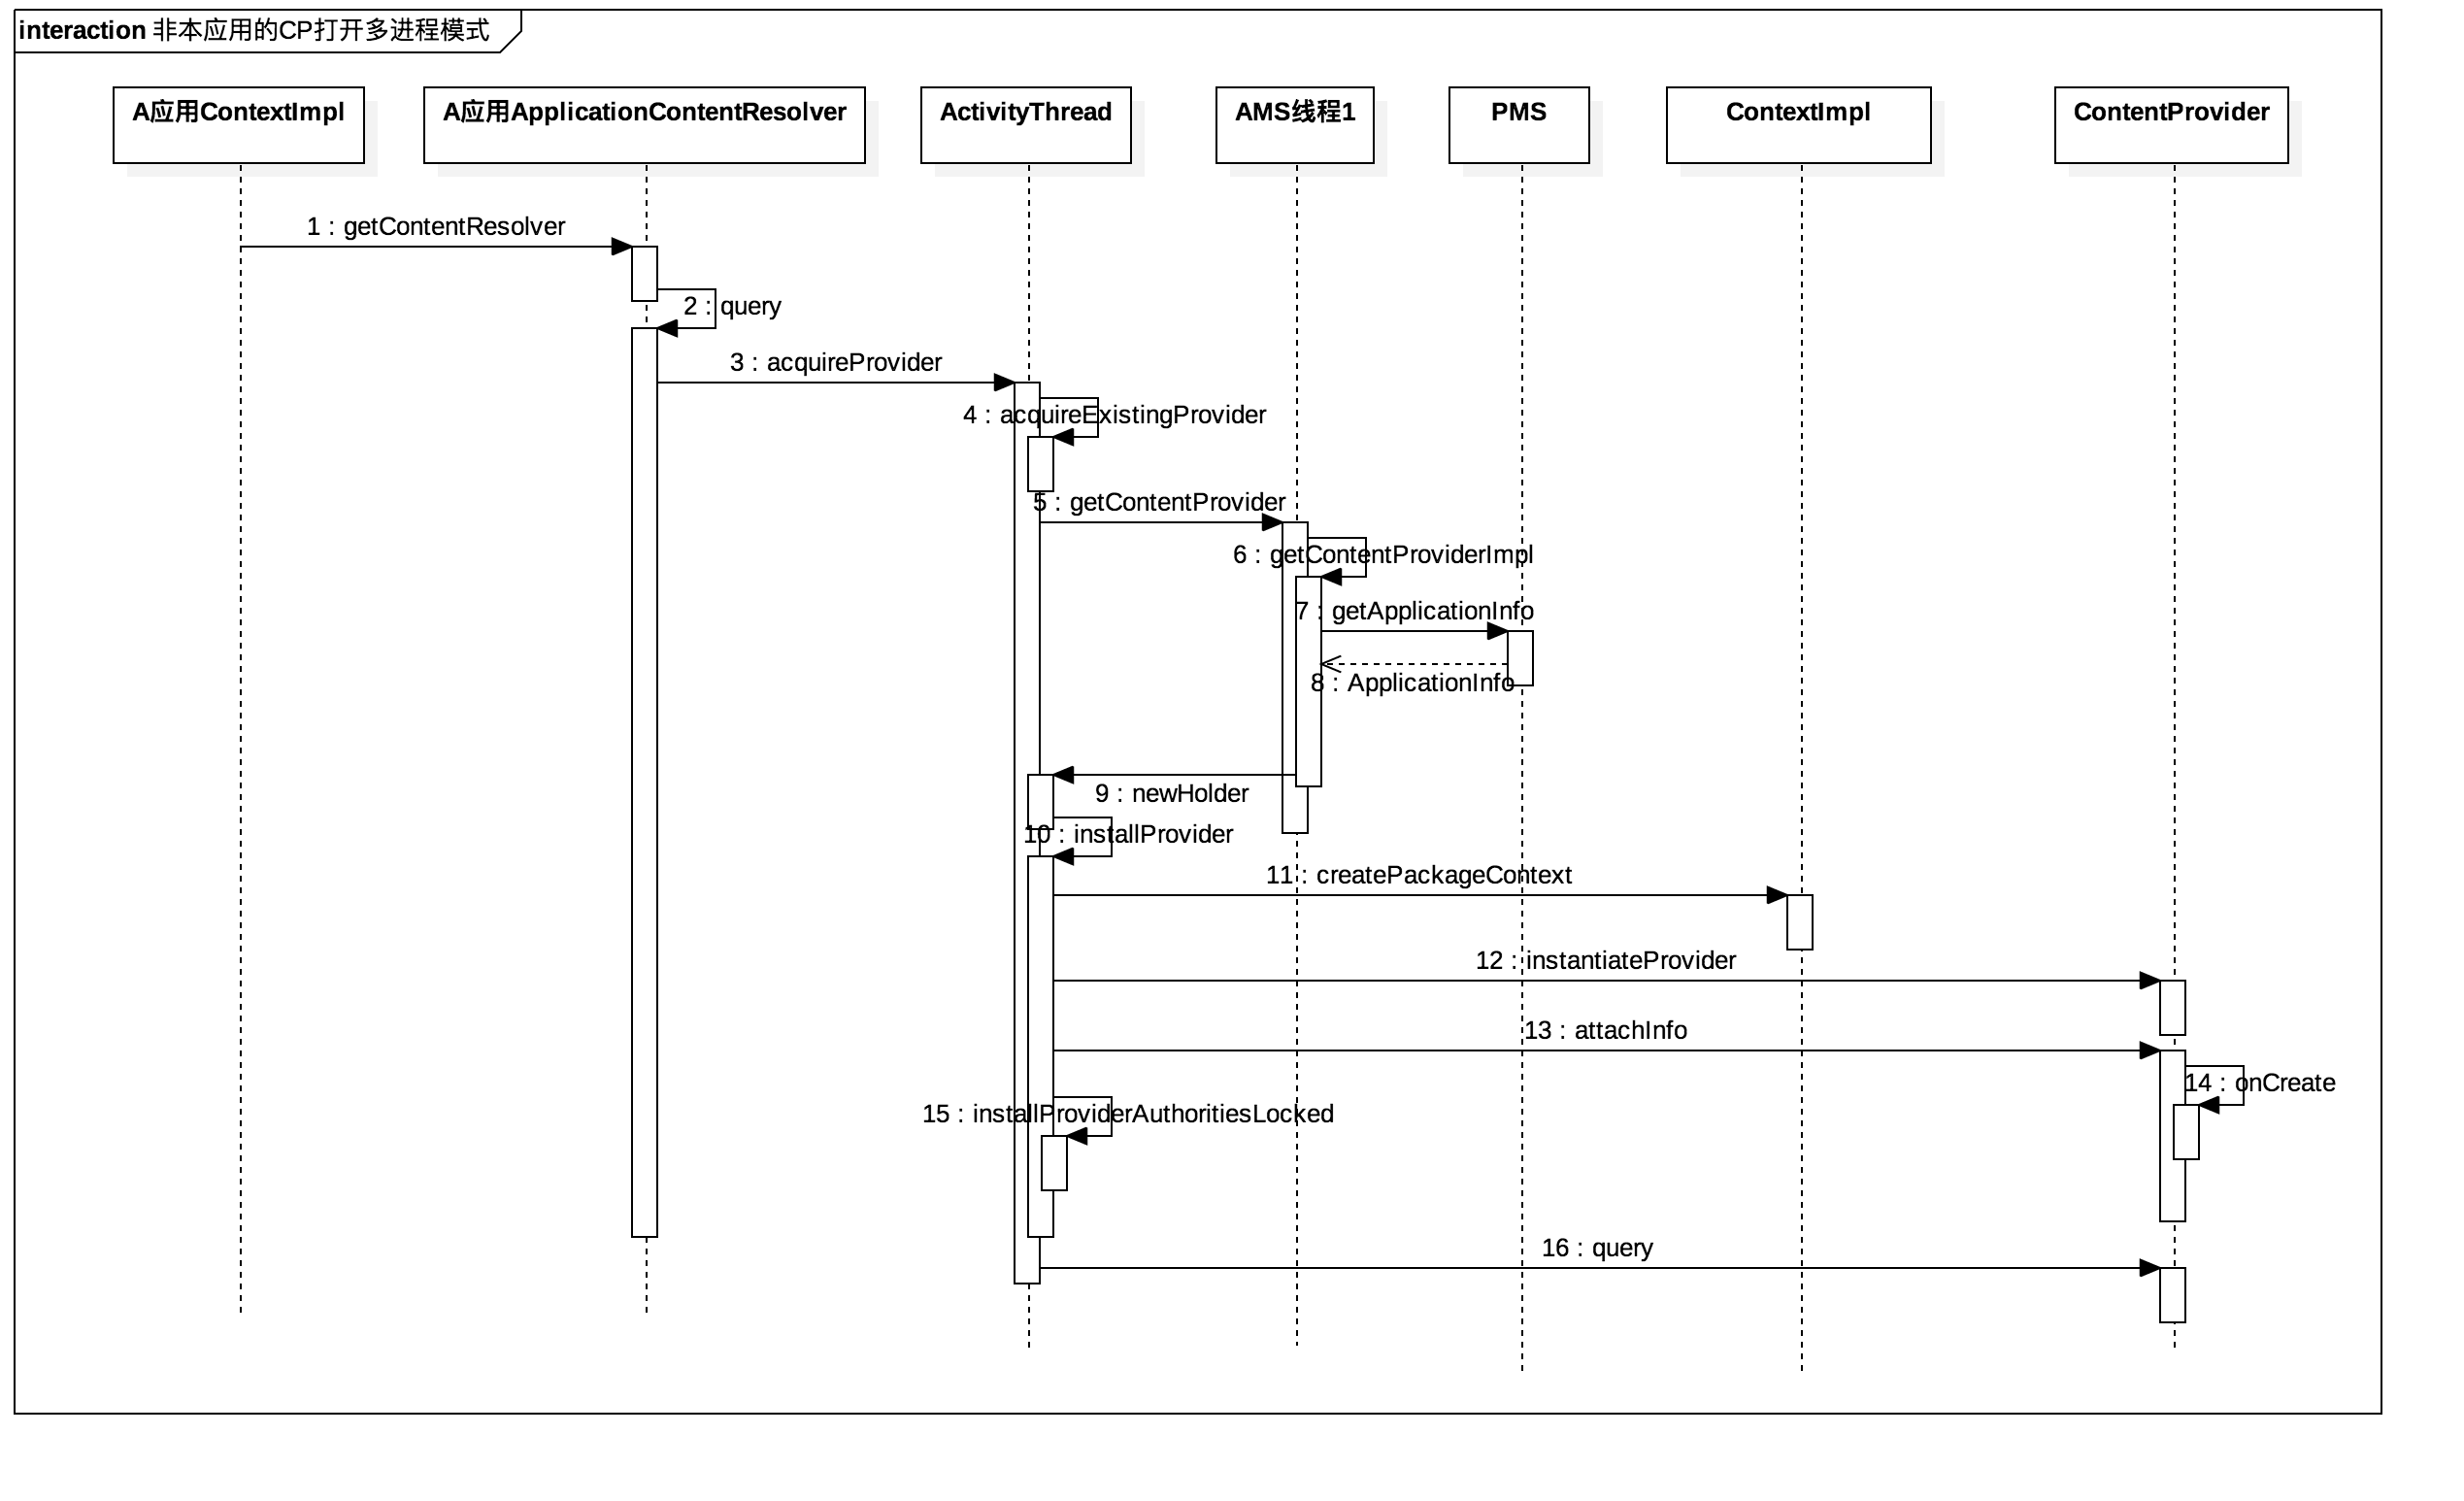 interaction 非本应用的CP打开多进程模式
A应用ContextImpl
A应用ApplicationContentResolver
ActivityThread
AMS线程1
PMS
ContextImpl
ContentProvider
1 : getContentResolver
2 : query
3 : acquireProvider
4 : acquireExistingProvider
5 : getContentProvider
6 : getContentProviderImpl
7 : getApplicationInfo
8 : ApplicationInfo
9 : newHolder
10 : installProvider
11 : createPackageContext
12 : instantiateProvider
13 : attachInfo
14 : onCreate
15 : installProviderAuthoritiesLocked
16 : query